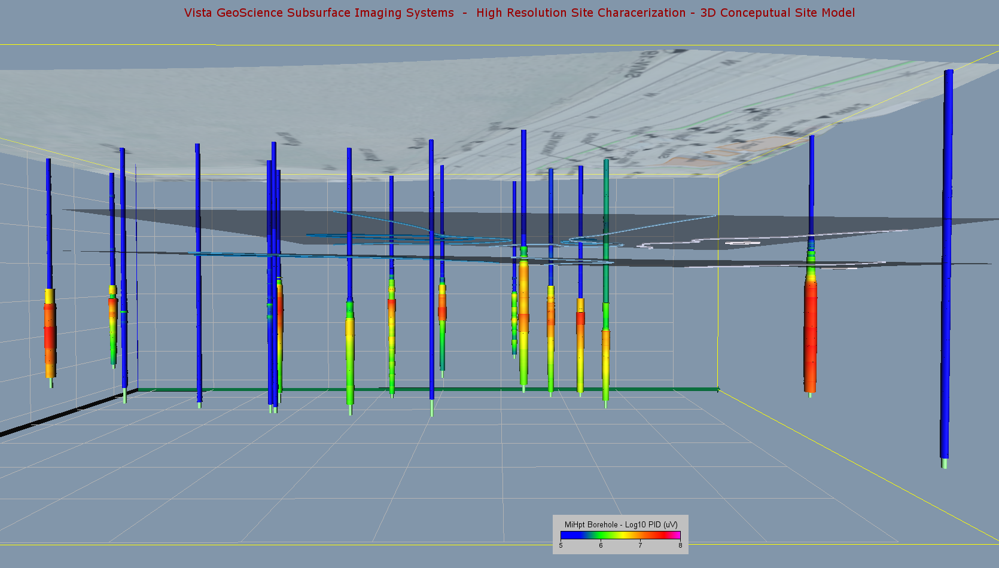 Vista GeoScience Subsurface Imaging Systems - High Resolution Site Characerization - 3D Conceputual Site Model
MiHpt Borehole - Log10 PID (uV)
5 6 7 8